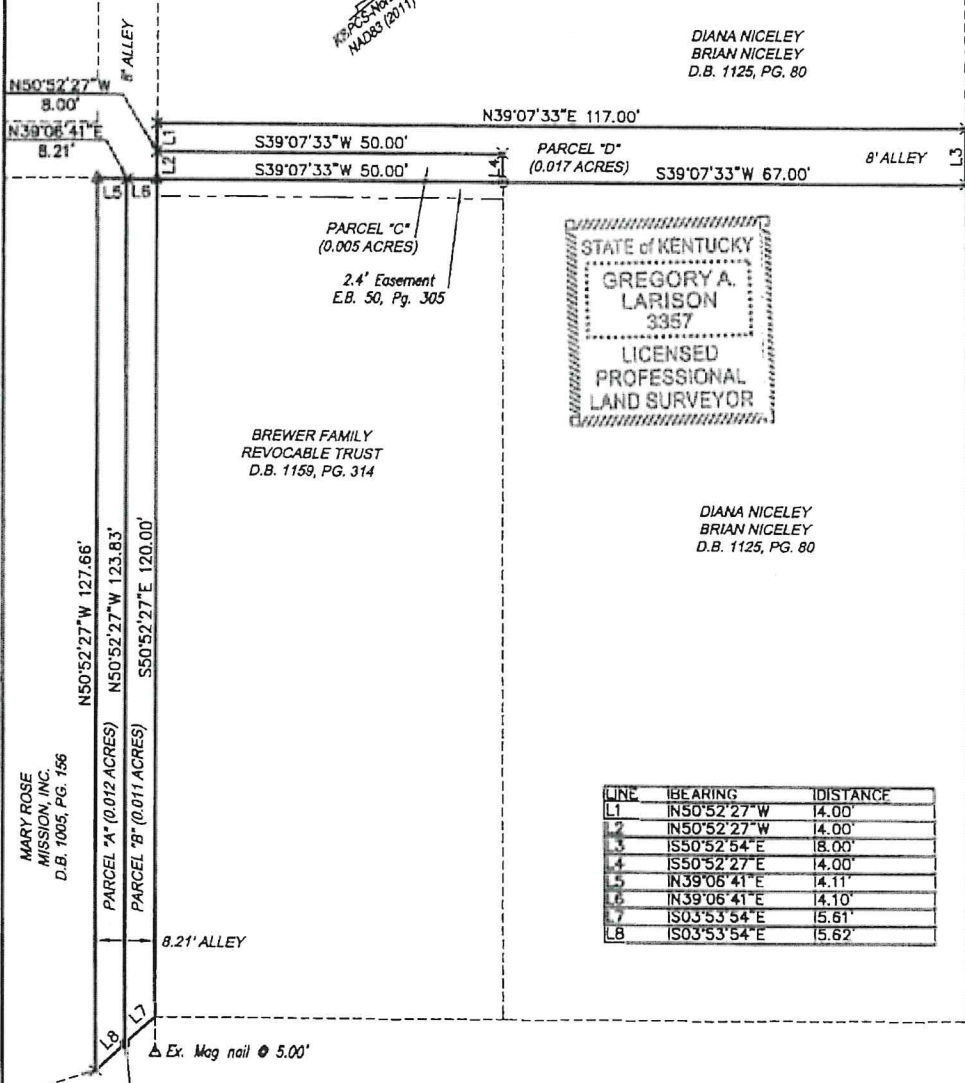 KSPCS-Nor
NAD83 (2011)
DIANA NICELEY
BRIAN NICELEY
D.B. 1125, PG. 80
8' ALLEY
N50°52'27"W
8.00'
N39°06'41"E
8.21'
N39°07'33"E 117.00'
L1
S39°07'33"W 50.00'
L2
S39°07'33"W 50.00'
L4
PARCEL "D"
(0.017 ACRES)
S39°07'33"W 67.00'
8' ALLEY
L3
L5
L6
PARCEL "C"
(0.005 ACRES)
2.4' Easement
E.B. 50, Pg. 305
STATE of KENTUCKY
GREGORY A.
LARISON
3357
LICENSED
PROFESSIONAL
LAND SURVEYOR
BREWER FAMILY
REVOCABLE TRUST
D.B. 1159, PG. 314
DIANA NICELEY
BRIAN NICELEY
D.B. 1125, PG. 80
N50°52'27"W 127.66'
N50°52'27"W 123.83'
S50°52'27"E 120.00'
MARY ROSE
MISSION, INC.
D.B. 1005, PG. 156
PARCEL "A" (0.012 ACRES)
PARCEL "B" (0.011 ACRES)
8.21' ALLEY
LINE BEARING DISTANCE
L1 N50°52'27"W 4.00'
L2 N50°52'27"W 4.00'
L3 S50°52'54"E 8.00'
L4 S50°52'27"E 4.00'
L5 N39°06'41"E 4.11'
L6 N39°06'41"E 4.10'
L7 S03°53'54"E 5.61'
L8 S03°53'54"E 5.62'
L7
L8
Ex. Mag nail @ 5.00'